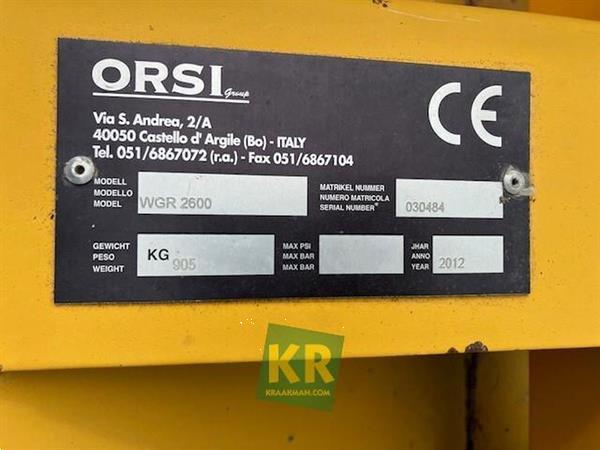 ORSI Group
CE
Via S. Andrea, 2/A
40050 Castello d' Argile (Bo) - ITALY
Tel. 051/6867072 (r.a.) - Fax 051/6867104
MODELL
MODELLO
MODEL
WGR 2600
MATRIKEL NUMMER
NUMERO MATRICOLA
SERIAL NUMBER
030484
GEWICHT
PESO
WEIGHT
KG
905
MAX PSI
MAX BAR
MAX BAR
JHAR
ANNO
YEAR
2012
KR
KRAAKMAN.COM